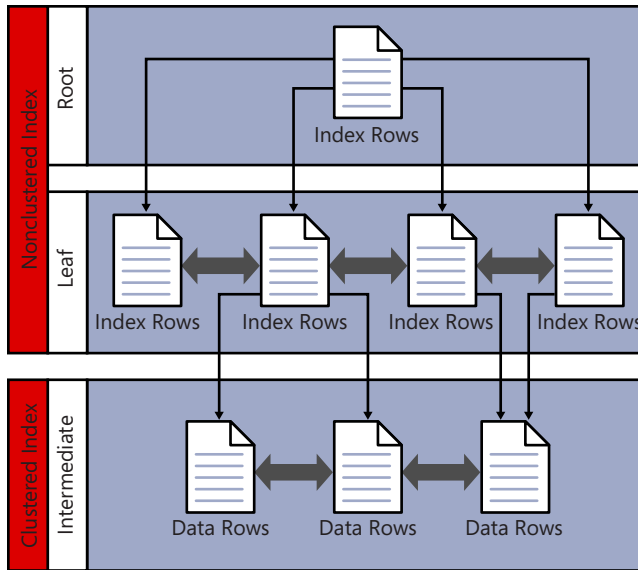 Nonclustered Index
Root
Index Rows
Leaf
Index Rows
Index Rows
Index Rows
Index Rows
Clustered Index
Intermediate
Data Rows
Data Rows
Data Rows